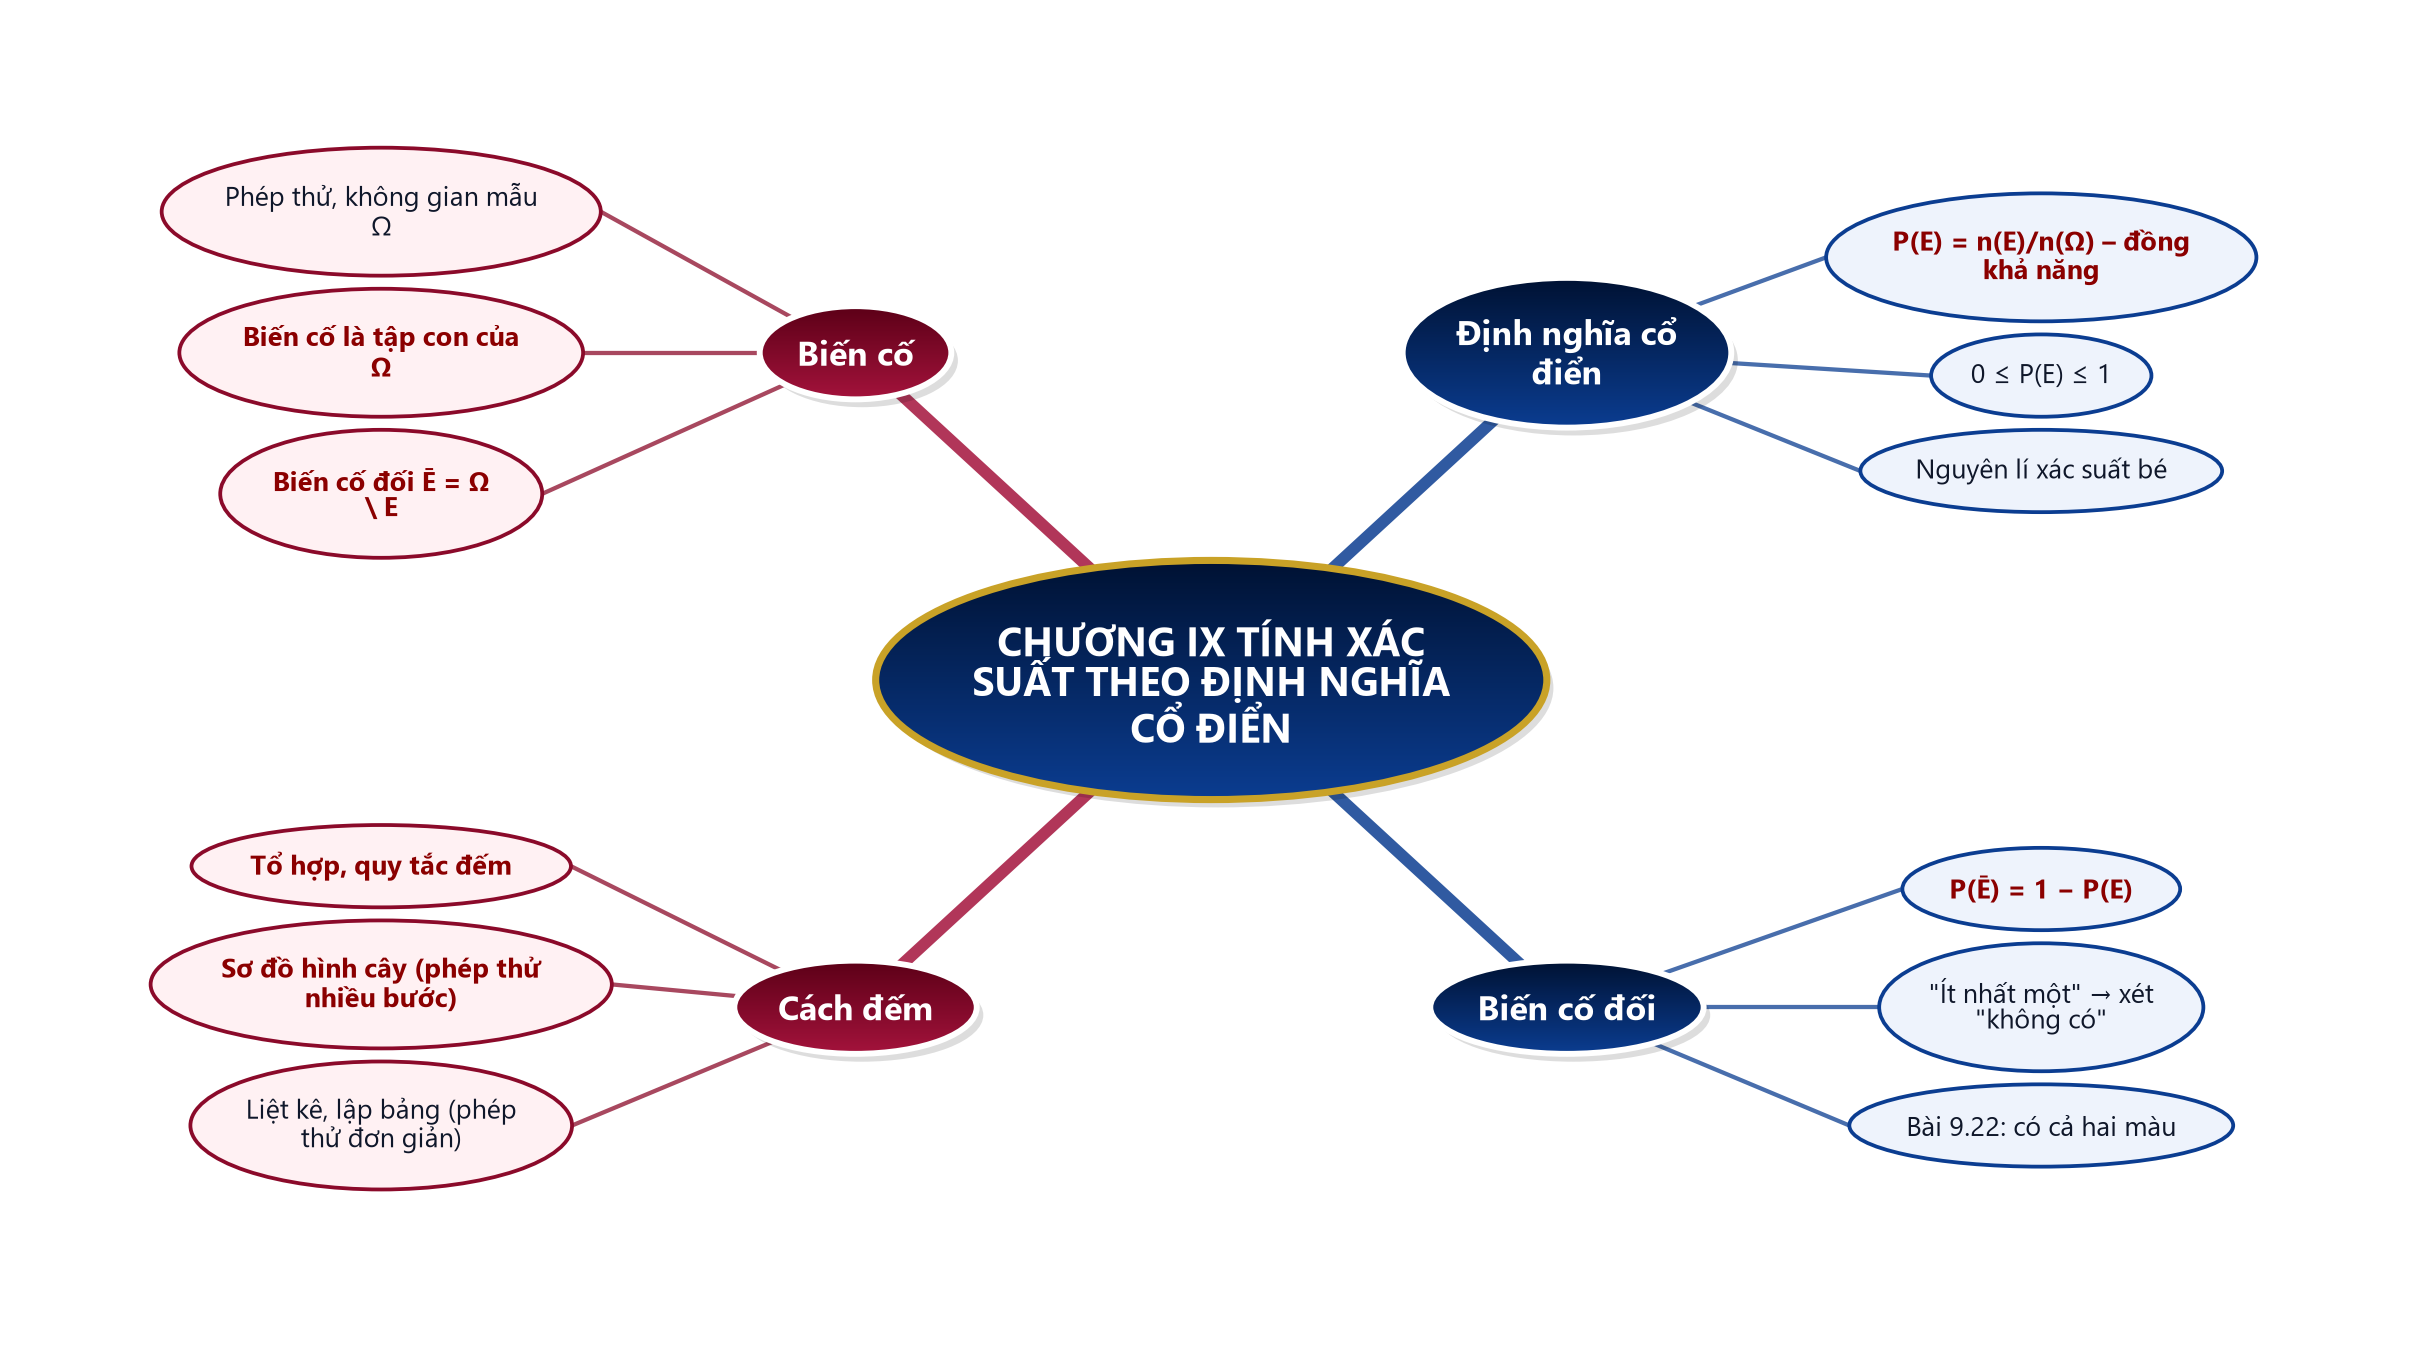 Phép thử, không gian mẫu
Ω
Biến cố là tập con của
Ω
Biến cố đối Ē = Ω
\ E
Biến cố
Định nghĩa cổ
điển
P(E) = n(E)/n(Ω) – đồng
khả năng
0 ≤ P(E) ≤ 1
Nguyên lí xác suất bé
CHƯƠNG IX TÍNH XÁC
SUẤT THEO ĐỊNH NGHĨA
CỔ ĐIỂN
Tổ hợp, quy tắc đếm
Sơ đồ hình cây (phép thử
nhiều bước)
Liệt kê, lập bảng (phép
thử đơn giản)
Cách đếm
Biến cố đối
P(Ē) = 1 – P(E)
"Ít nhất một" → xét
"không có"
Bài 9.22: có cả hai màu